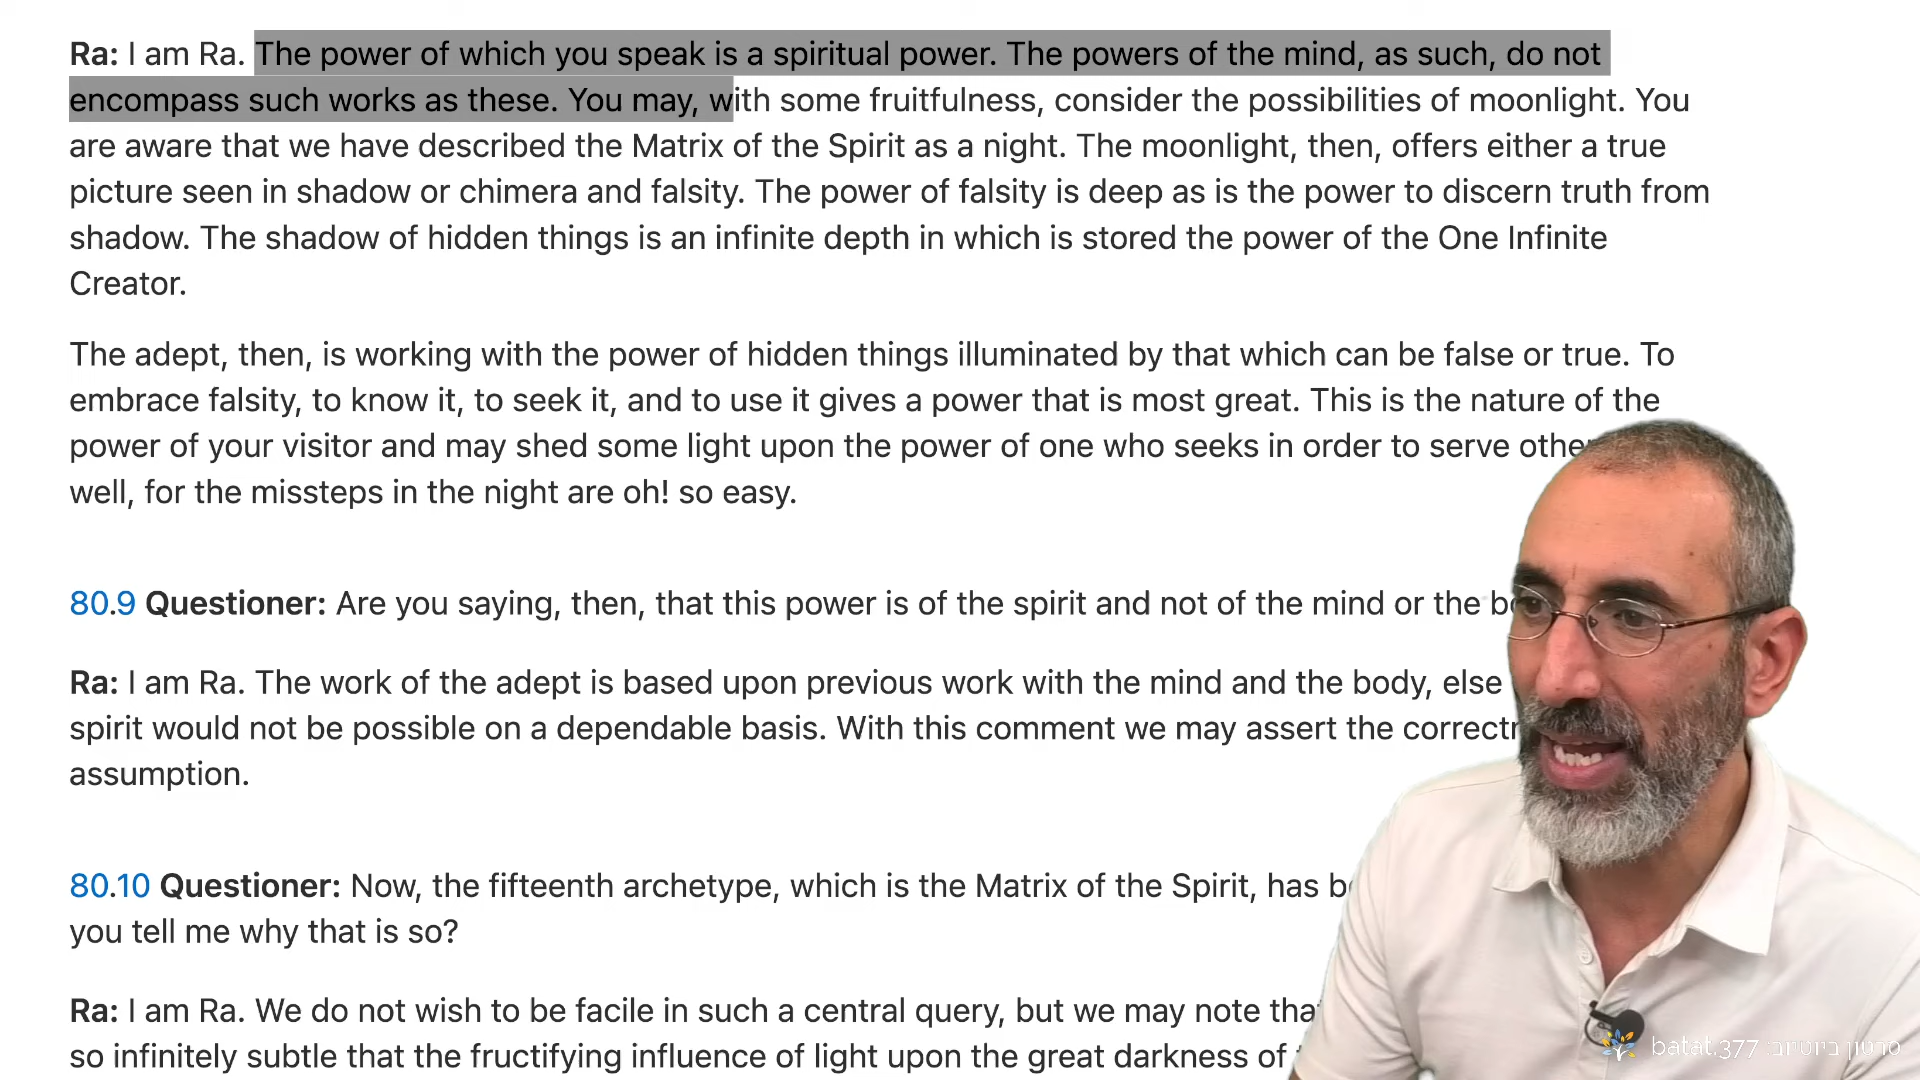 Ra: I am Ra. The power of which you speak is a spiritual power. The powers of the mind, as such, do not
encompass such works as these. You may, with some fruitfulness, consider the possibilities of moonlight. You
are aware that we have described the Matrix of the Spirit as a night. The moonlight, then, offers either a true
picture seen in shadow or chimera and falsity. The power of falsity is deep as is the power to discern truth from
shadow. The shadow of hidden things is an infinite depth in which is stored the power of the One Infinite
Creator.
The adept, then, is working with the power of hidden things illuminated by that which can be false or true. To
embrace falsity, to know it, to seek it, and to use it gives a power that is most great. This is the nature of the
power of your visitor and may shed some light upon the power of one who seeks in order to serve
well, for the missteps in the night are oh! so easy.
80.9 Questioner: Are you saying, then, that this power is of the spirit and not of the mind or the
Ra: I am Ra. The work of the adept is based upon previous work with the mind and the body, else
spirit would not be possible on a dependable basis. With this comment we may assert the
assumption.
80.10 Questioner: Now, the fifteenth archetype, which is the Matrix of the Spirit, has
you tell me why that is so?
Ra: I am Ra. We do not wish to be facile in such a central query, but we may note
so infinitely subtle that the fructifying influence of light upon the great darkness of
סרטון ביוטיוב: batat.377